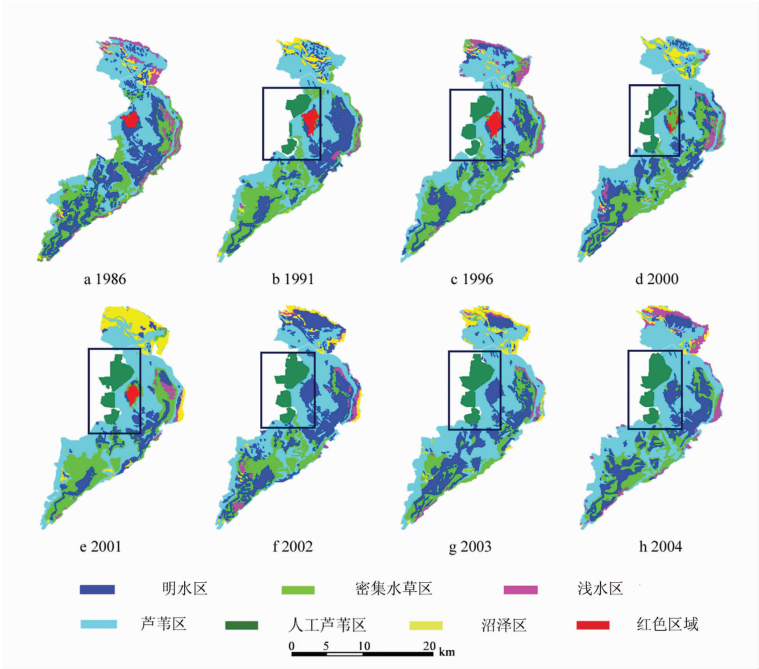 a 1986 b 1991 c 1996 d 2000
e 2001 f 2002 g 2003 h 2004
明水区 密集水草区 浅水区
芦苇区 人工芦苇区 沼泽区 红色区域
0 5 10 20 km